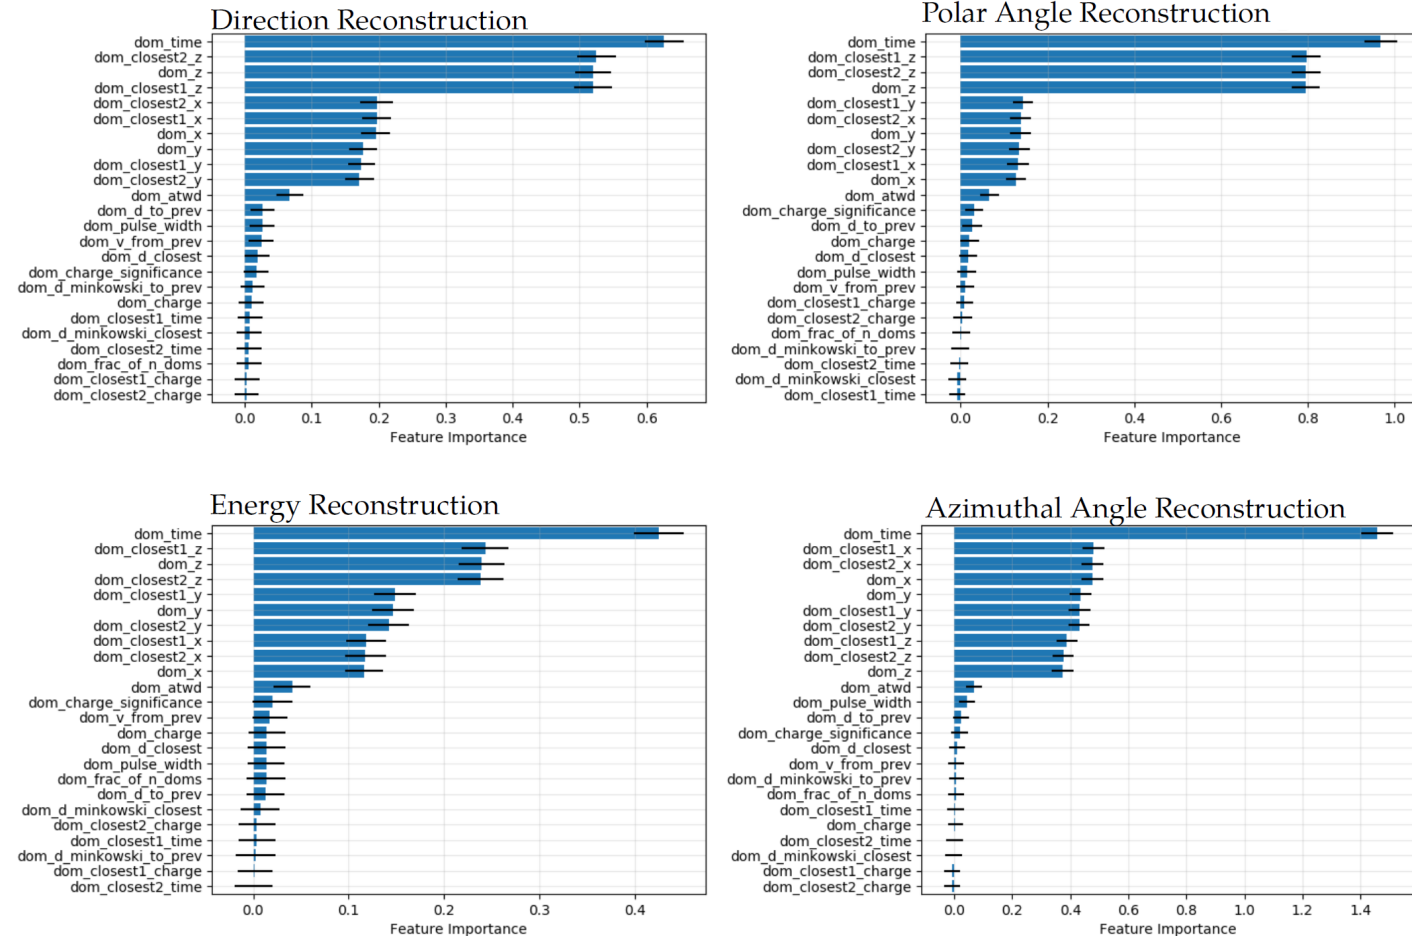 Direction Reconstruction
dom_time
dom_closest2_z
dom_z
dom_closest1_z
dom_closest2_x
dom_closest1_x
dom_x
dom_y
dom_closest1_y
dom_closest2_y
dom_atwd
dom_d_to_prev
dom_pulse_width
dom_v_from_prev
dom_d_closest
dom_charge_significance
dom_d_minkowski_to_prev
dom_charge
dom_closest1_time
dom_d_minkowski_closest
dom_closest2_time
dom_frac_of_n_doms
dom_closest1_charge
dom_closest2_charge
0.0 0.1 0.2 0.3 0.4 0.5 0.6
Feature Importance
Polar Angle Reconstruction
dom_time
dom_closest1_z
dom_closest2_z
dom_z
dom_closest1_y
dom_closest2_x
dom_y
dom_closest2_y
dom_closest1_x
dom_x
dom_atwd
dom_charge_significance
dom_d_to_prev
dom_charge
dom_d_closest
dom_pulse_width
dom_v_from_prev
dom_closest1_charge
dom_closest2_charge
dom_frac_of_n_doms
dom_d_minkowski_to_prev
dom_closest2_time
dom_d_minkowski_closest
dom_closest1_time
0.0 0.2 0.4 0.6 0.8 1.0
Feature Importance
Energy Reconstruction
dom_time
dom_closest1_z
dom_z
dom_closest2_z
dom_closest1_y
dom_y
dom_closest2_y
dom_closest1_x
dom_closest2_x
dom_x
dom_atwd
dom_charge_significance
dom_v_from_prev
dom_charge
dom_d_closest
dom_pulse_width
dom_frac_of_n_doms
dom_d_to_prev
dom_d_minkowski_closest
dom_closest2_charge
dom_closest1_time
dom_d_minkowski_to_prev
dom_closest1_charge
dom_closest2_time
0.0 0.1 0.2 0.3 0.4
Feature Importance
Azimuthal Angle Reconstruction
dom_time
dom_closest1_x
dom_closest2_x
dom_x
dom_y
dom_closest1_y
dom_closest2_y
dom_closest1_z
dom_closest2_z
dom_z
dom_atwd
dom_pulse_width
dom_d_to_prev
dom_charge_significance
dom_d_closest
dom_v_from_prev
dom_d_minkowski_to_prev
dom_frac_of_n_doms
dom_closest1_time
dom_charge
dom_closest2_time
dom_d_minkowski_closest
dom_closest1_charge
dom_closest2_charge
0.0 0.2 0.4 0.6 0.8 1.0 1.2 1.4
Feature Importance